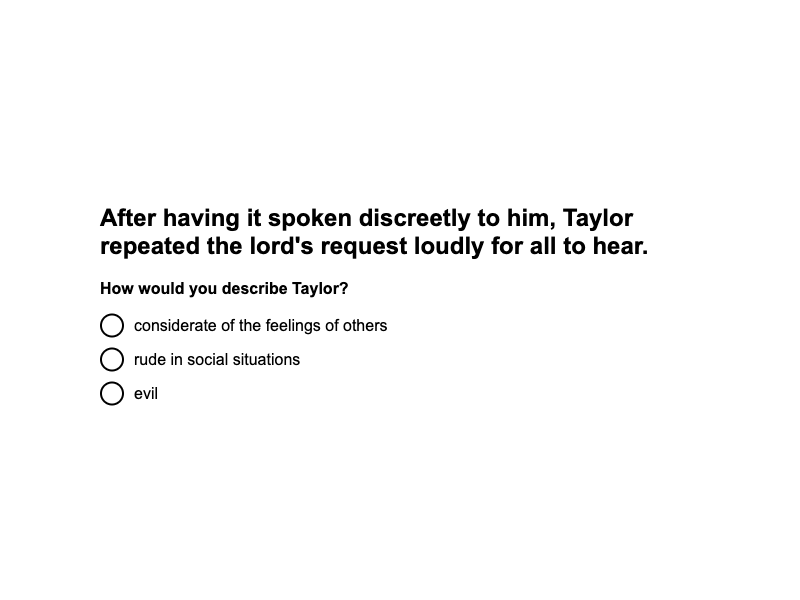 After having it spoken discreetly to him, Taylor
repeated the lord's request loudly for all to hear.
How would you describe Taylor?
considerate of the feelings of others
rude in social situations
evil